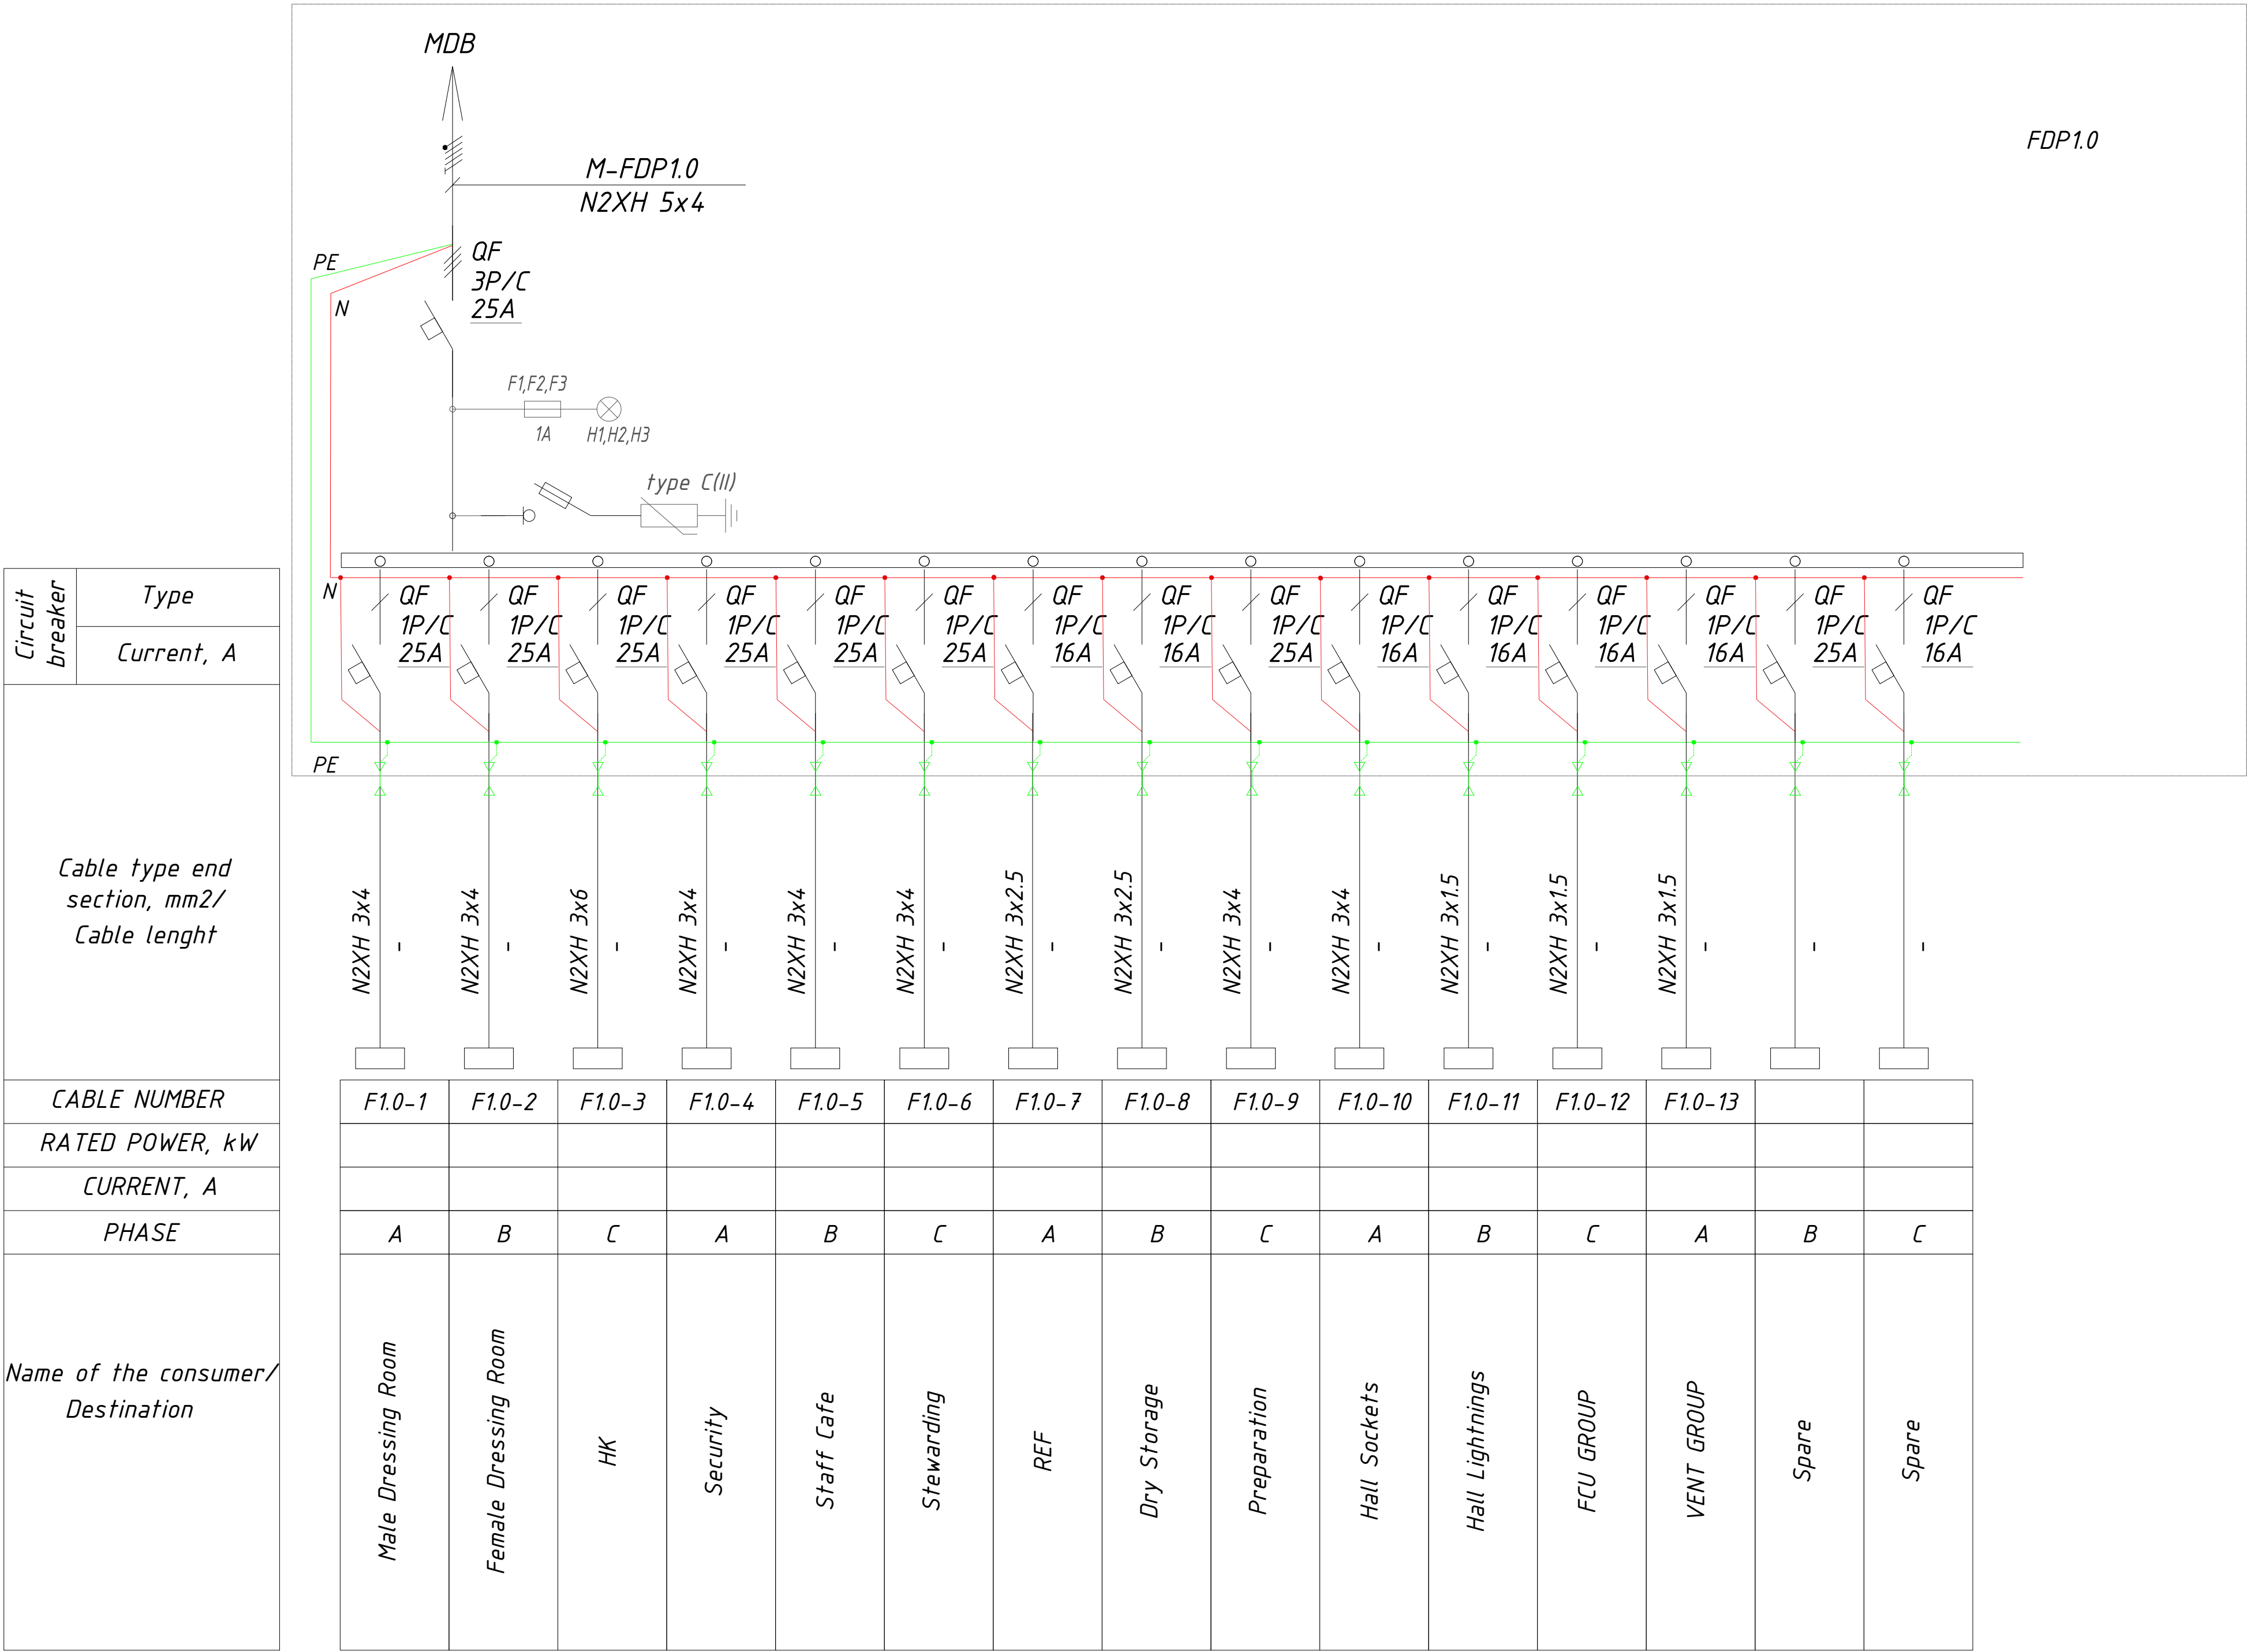 MDB
FDP1.0
M-FDP1.0
N2XH 5x4
PE
N
QF
3P/C
25A
F1,F2,F3
1A
H1,H2,H3
type C(II)
N
PE
Circuit breaker
Type
Current, A
QF 1P/C 25A
QF 1P/C 25A
QF 1P/C 25A
QF 1P/C 25A
QF 1P/C 25A
QF 1P/C 25A
QF 1P/C 16A
QF 1P/C 16A
QF 1P/C 25A
QF 1P/C 16A
QF 1P/C 16A
QF 1P/C 16A
QF 1P/C 16A
QF 1P/C 25A
QF 1P/C 16A
Cable type end
section, mm2/
Cable lenght
N2XH 3x4 -
N2XH 3x4 -
N2XH 3x6 -
N2XH 3x4 -
N2XH 3x4 -
N2XH 3x4 -
N2XH 3x2.5 -
N2XH 3x2.5 -
N2XH 3x4 -
N2XH 3x4 -
N2XH 3x1.5 -
N2XH 3x1.5 -
N2XH 3x1.5 -
-
-
CABLE NUMBER F1.0-1 F1.0-2 F1.0-3 F1.0-4 F1.0-5 F1.0-6 F1.0-7 F1.0-8 F1.0-9 F1.0-10 F1.0-11 F1.0-12 F1.0-13
RATED POWER, kW
CURRENT, A
PHASE A B C A B C A B C A B C A B C
Name of the consumer/
Destination
Male Dressing Room
Female Dressing Room
HK
Security
Staff Cafe
Stewarding
REF
Dry Storage
Preparation
Hall Sockets
Hall Lightnings
FCU GROUP
VENT GROUP
Spare
Spare